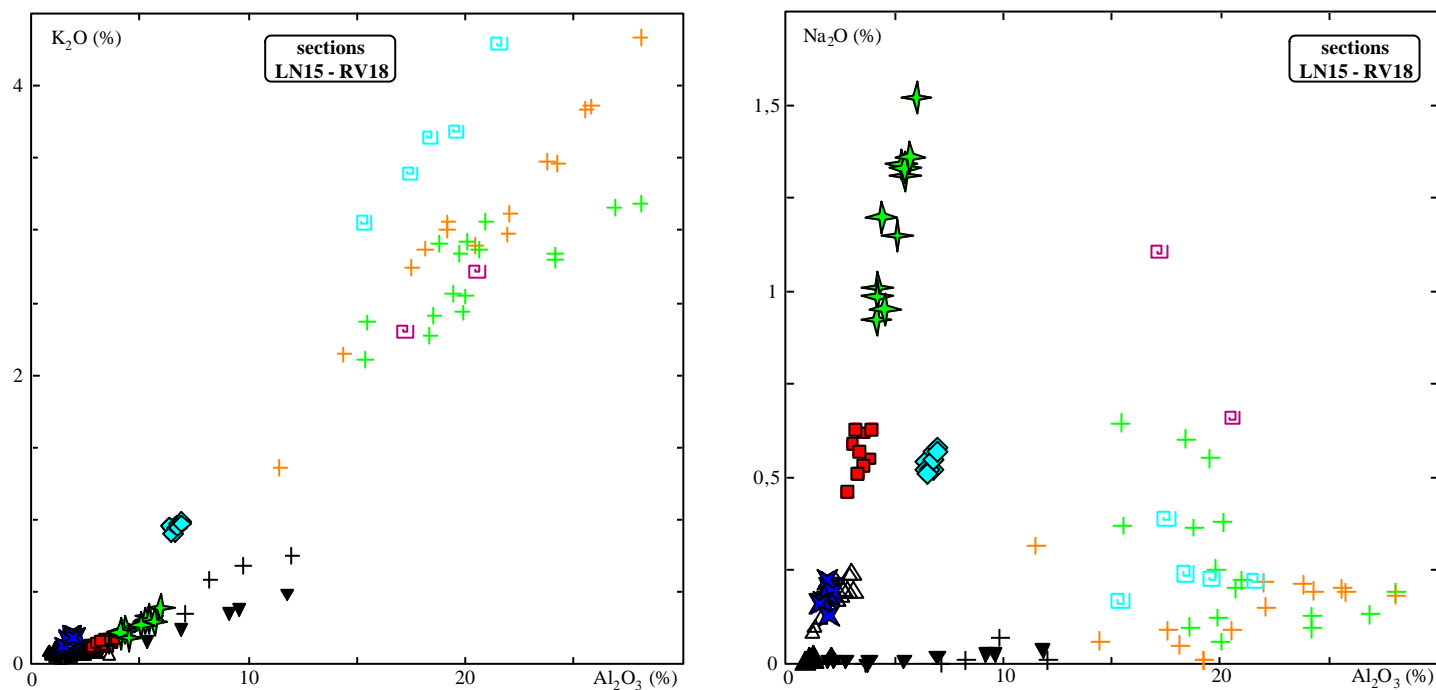 K₂O (%)
sections
LN15 - RV18
4
2
0
0
10
20
Al₂O₃ (%)
Na₂O (%)
sections
LN15 - RV18
1,5
1
0.5
0
0
10
20
Al₂O₃ (%)